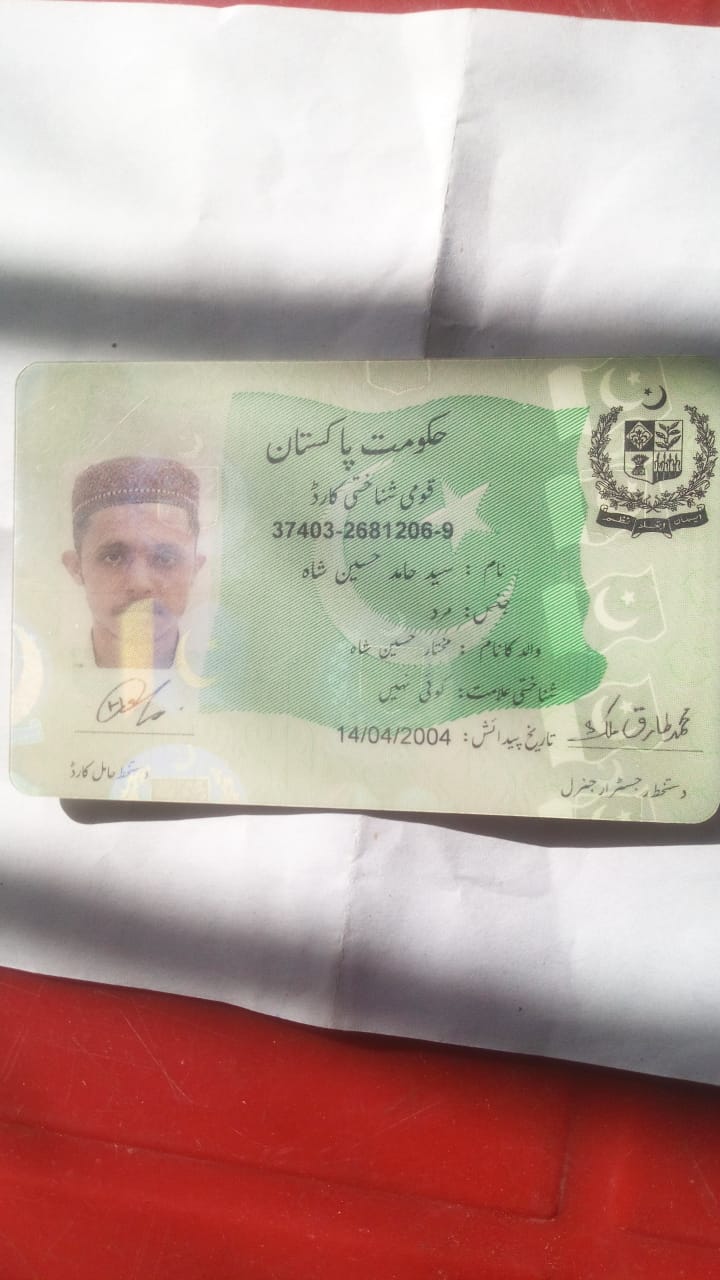 حکومت پاکستان
قومی شناختی کارڈ
37403-2681206-9
نام : سید حامد حسین شاہ
جنس: مرد
والد کا نام : مختار حسین شاہ
شناختی علامت: کوئی نہیں
تاریخ پیدائش: 14/04/2004
محمد طارق ملک
دستخط حامل کارڈ
دستخط رجسٹرار جنرل
ایمان اتحاد نظم